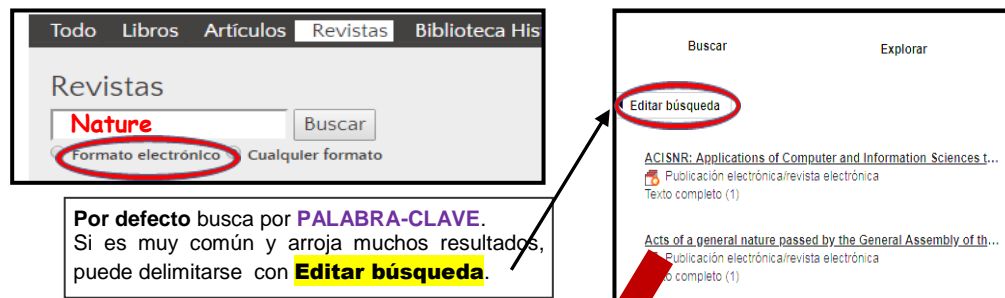 Todo Libros Artículos Revistas Biblioteca His
Revistas
Nature Buscar
Formato electrónico Cualquier formato
Por defecto busca por PALABRA-CLAVE.
Si es muy común y arroja muchos resultados,
puede delimitarse con Editar búsqueda.
Buscar Explorar
Editar búsqueda
ACISNR: Applications of Computer and Information Sciences t...
Publicación electrónica/revista electrónica
Texto completo (1)
Acts of a general nature passed by the General Assembly of th...
Publicación electrónica/revista electrónica
completo (1)